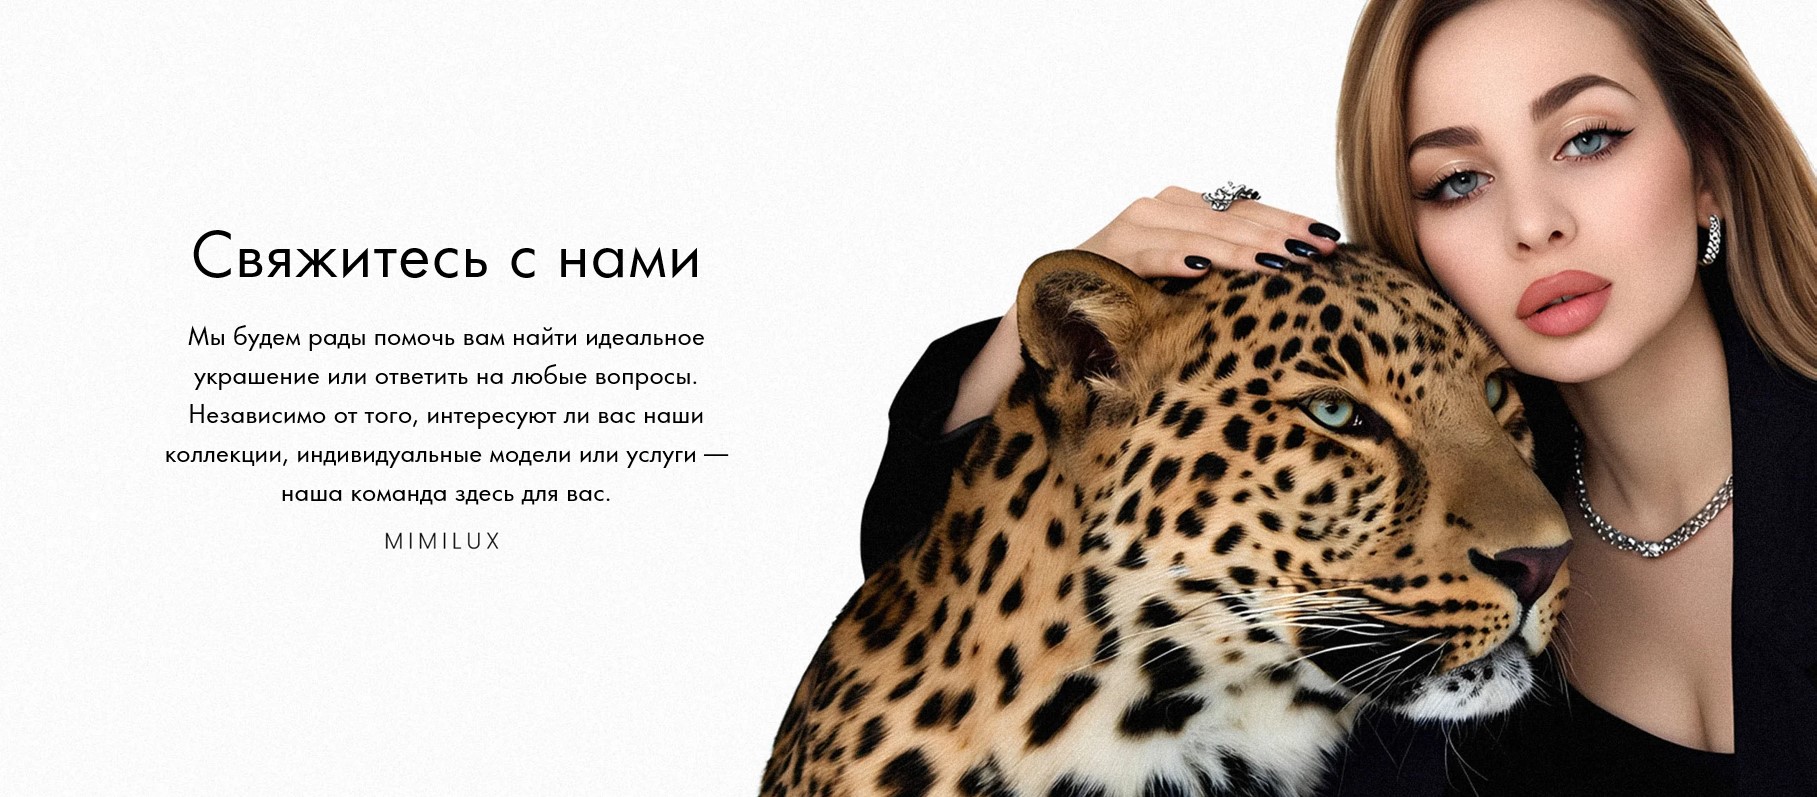 Свяжитесь с нами
Мы будем рады помочь вам найти идеальное
украшение или ответить на любые вопросы.
Независимо от того, интересуют ли вас наши
коллекции, индивидуальные модели или услуги —
наша команда здесь для вас.
MIMILUX